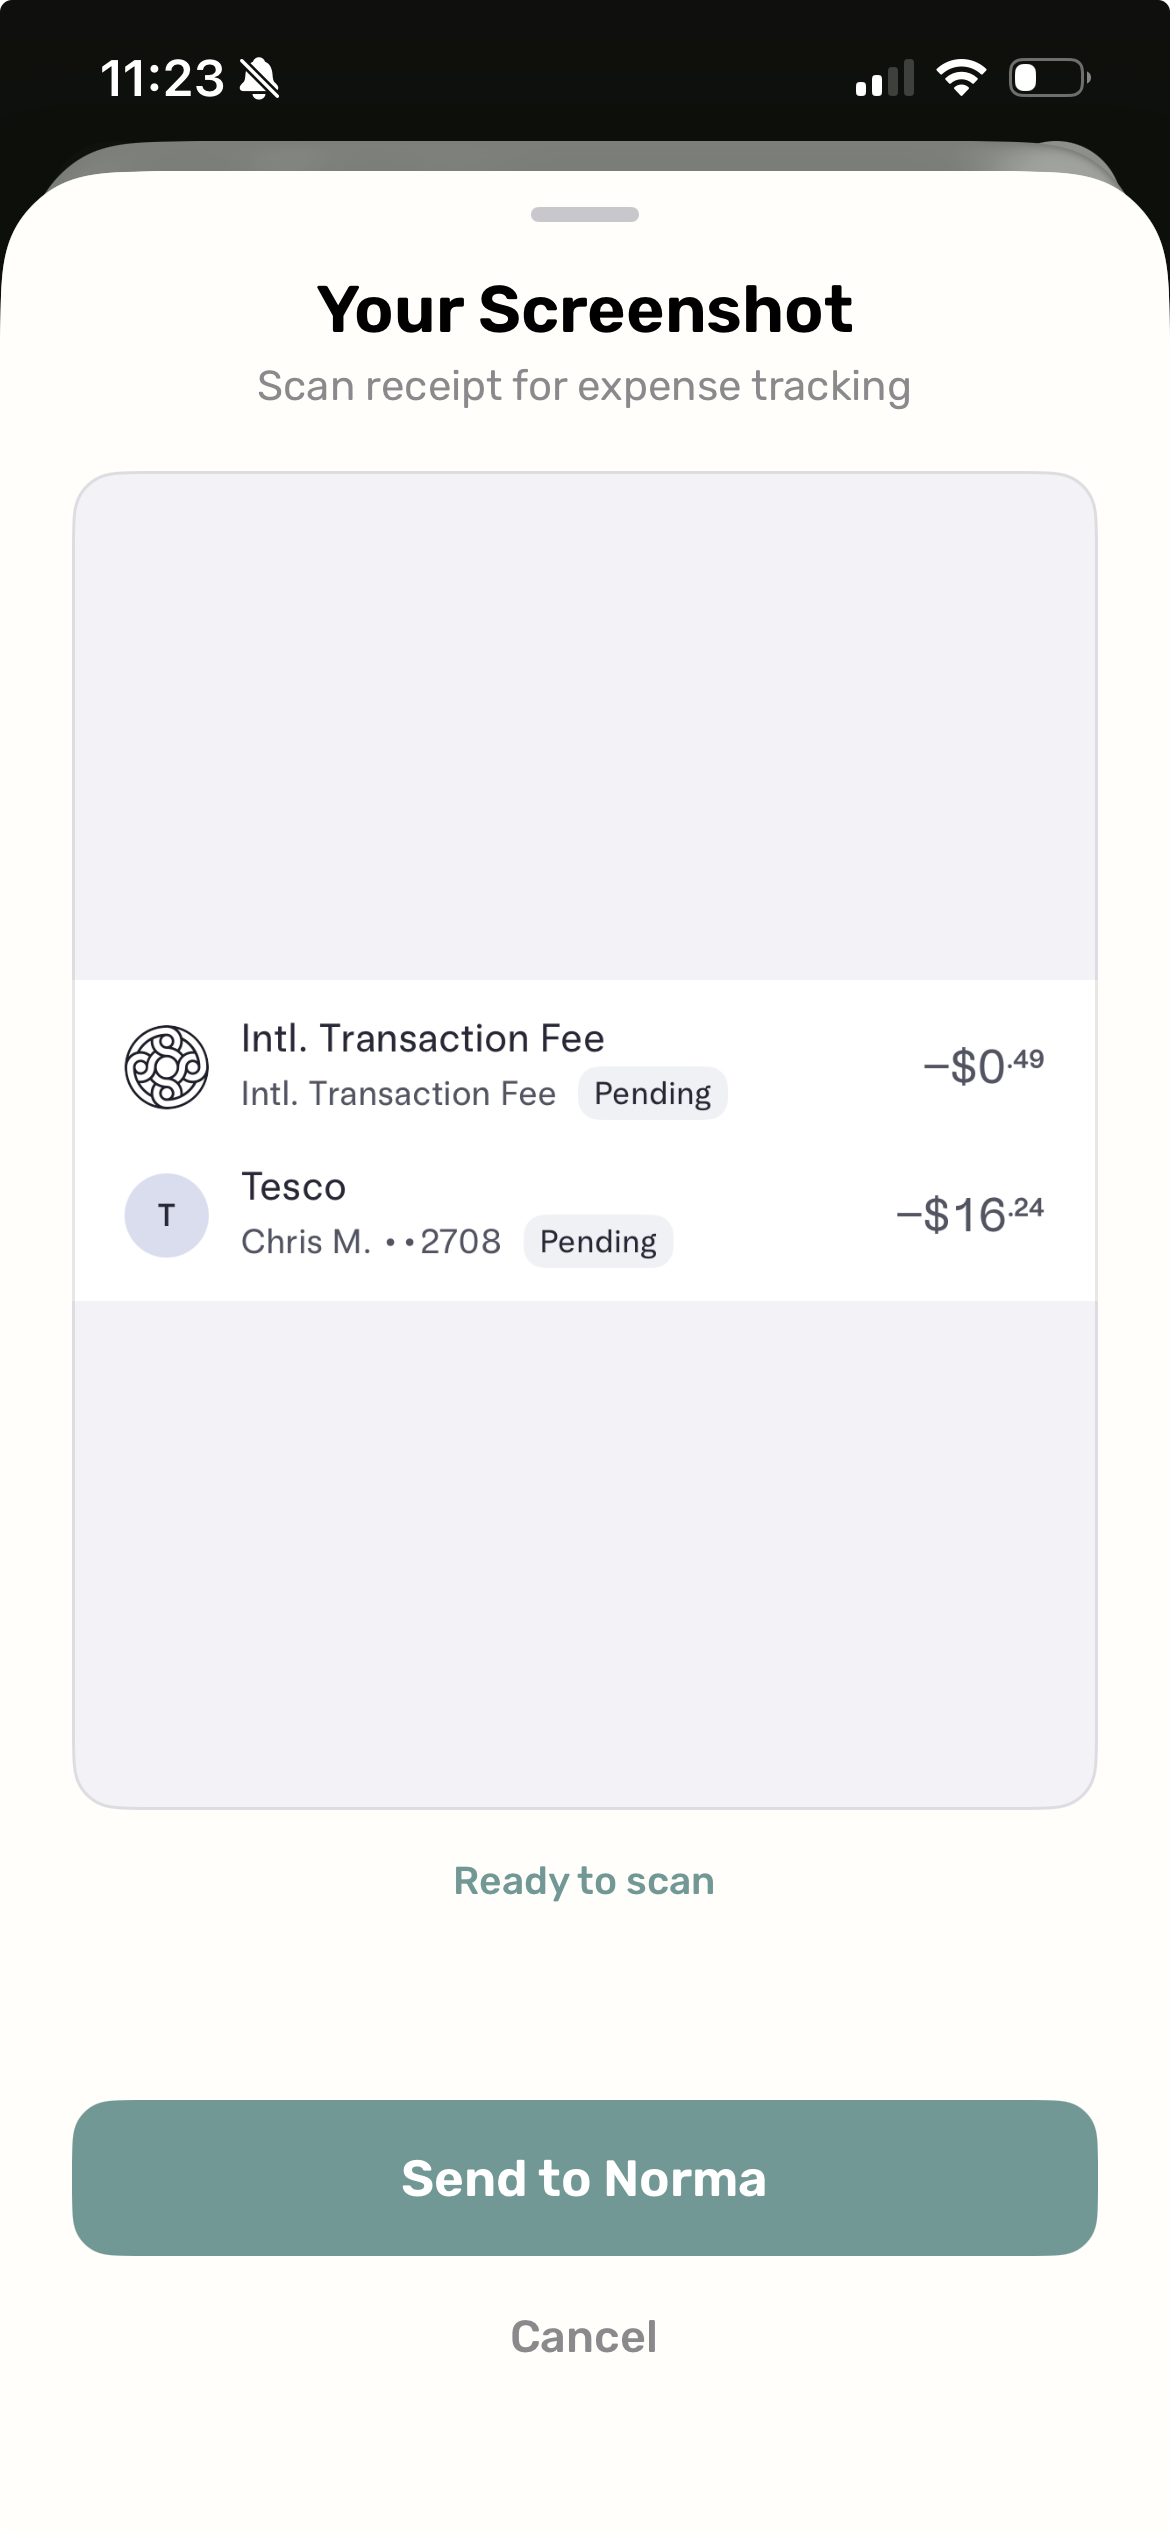 11:23
Your Screenshot
Scan receipt for expense tracking
Intl. Transaction Fee
Intl. Transaction Fee Pending
–$0.49
Tesco
T
Chris M. ••2708 Pending
–$16.24
Ready to scan
Send to Norma
Cancel